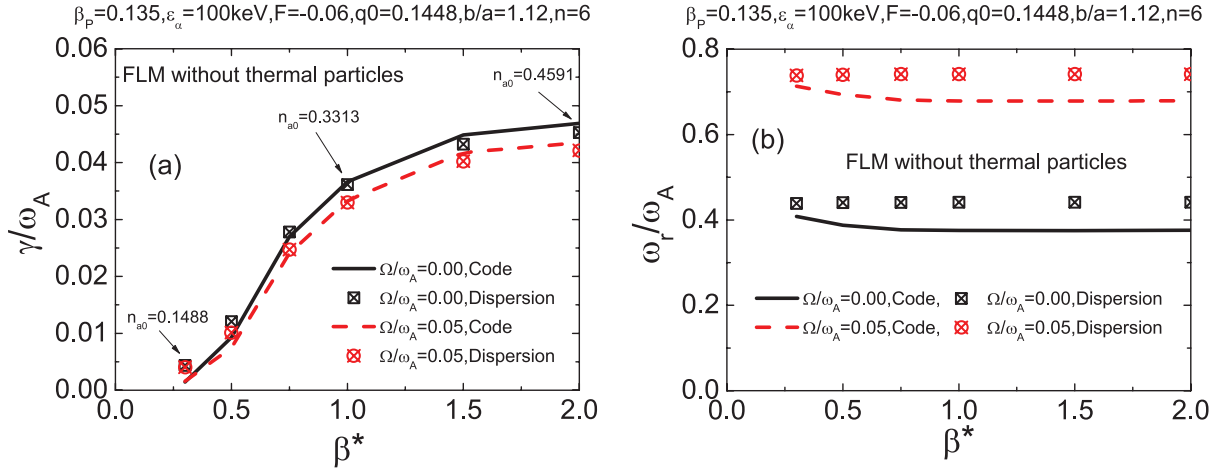 β_P=0.135,ε_α=100keV,F=-0.06,q0=0.1448,b/a=1.12,n=6
0.06
0.05
0.04
0.03
0.02
0.01
0.00
γ/ω_A
FLM without thermal particles
n_a0=0.4591
n_a0=0.3313
(a)
n_a0=0.1488
Ω/ω_A=0.00,Code
Ω/ω_A=0.00,Dispersion
Ω/ω_A=0.05,Code
Ω/ω_A=0.05,Dispersion
0.0 0.5 1.0 1.5 2.0
β*
β_P=0.135,ε_α=100keV,F=-0.06,q0=0.1448,b/a=1.12,n=6
0.8
0.6
0.4
0.2
0.0
ω_r/ω_A
(b)
FLM without thermal particles
Ω/ω_A=0.00,Code, Ω/ω_A=0.00,Dispersion
Ω/ω_A=0.05,Code, Ω/ω_A=0.05,Dispersion
0.0 0.5 1.0 1.5 2.0
β*